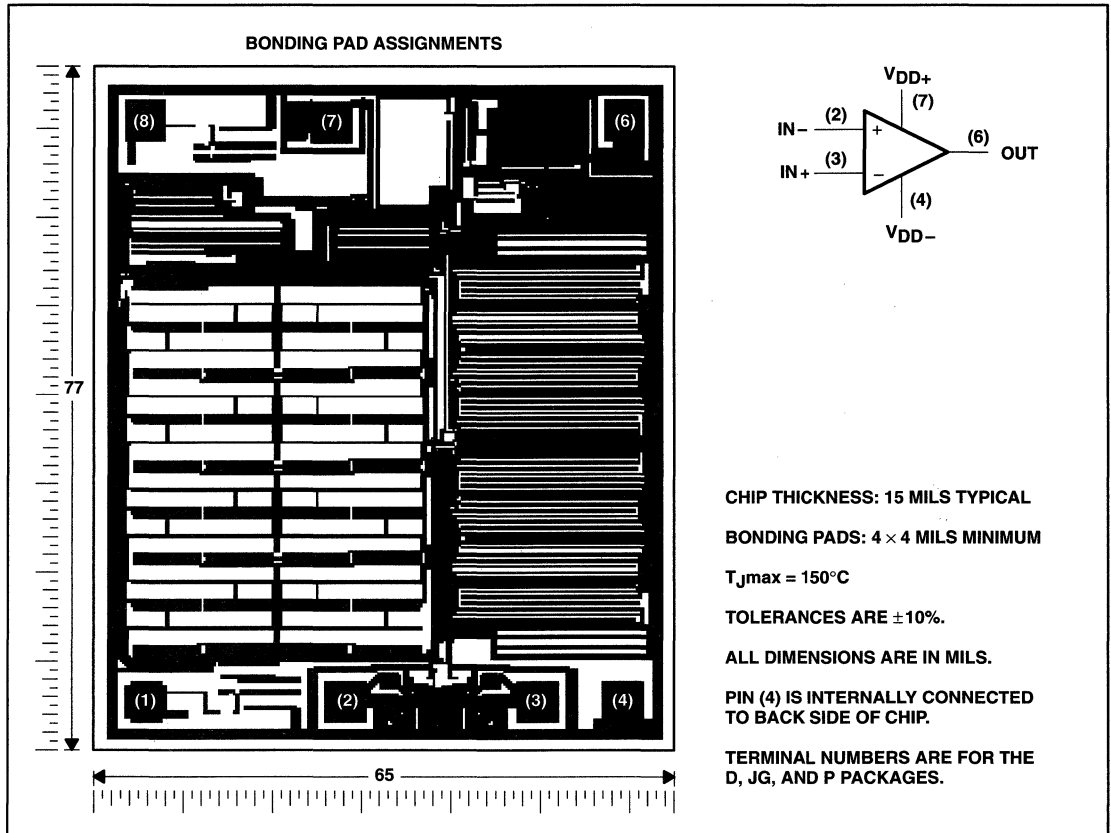 BONDING PAD ASSIGNMENTS
(8)
(7)
(6)
77
(1)
(2)
(3)
(4)
65
VDD+
(7)
IN−
(2)
+
(6)
OUT
IN+
(3)
−
(4)
VDD−
CHIP THICKNESS: 15 MILS TYPICAL
BONDING PADS: 4 × 4 MILS MINIMUM
TJmax = 150°C
TOLERANCES ARE ±10%.
ALL DIMENSIONS ARE IN MILS.
PIN (4) IS INTERNALLY CONNECTED
TO BACK SIDE OF CHIP.
TERMINAL NUMBERS ARE FOR THE
D, JG, AND P PACKAGES.